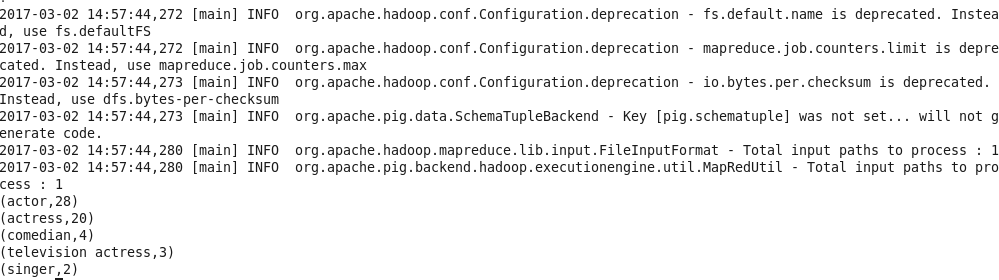 2017-03-02 14:57:44,272 [main] INFO  org.apache.hadoop.conf.Configuration.deprecation - fs.default.name is deprecated. Instea
d, use fs.defaultFS
2017-03-02 14:57:44,272 [main] INFO  org.apache.hadoop.conf.Configuration.deprecation - mapreduce.job.counters.limit is depre
cated. Instead, use mapreduce.job.counters.max
2017-03-02 14:57:44,273 [main] INFO  org.apache.hadoop.conf.Configuration.deprecation - io.bytes.per.checksum is deprecated.
Instead, use dfs.bytes-per-checksum
2017-03-02 14:57:44,273 [main] INFO  org.apache.pig.data.SchemaTupleBackend - Key [pig.schematuple] was not set... will not g
enerate code.
2017-03-02 14:57:44,280 [main] INFO  org.apache.hadoop.mapreduce.lib.input.FileInputFormat - Total input paths to process : 1
2017-03-02 14:57:44,280 [main] INFO  org.apache.pig.backend.hadoop.executionengine.util.MapRedUtil - Total input paths to pro
cess : 1
(actor,28)
(actress,20)
(comedian,4)
(television actress,3)
(singer,2)